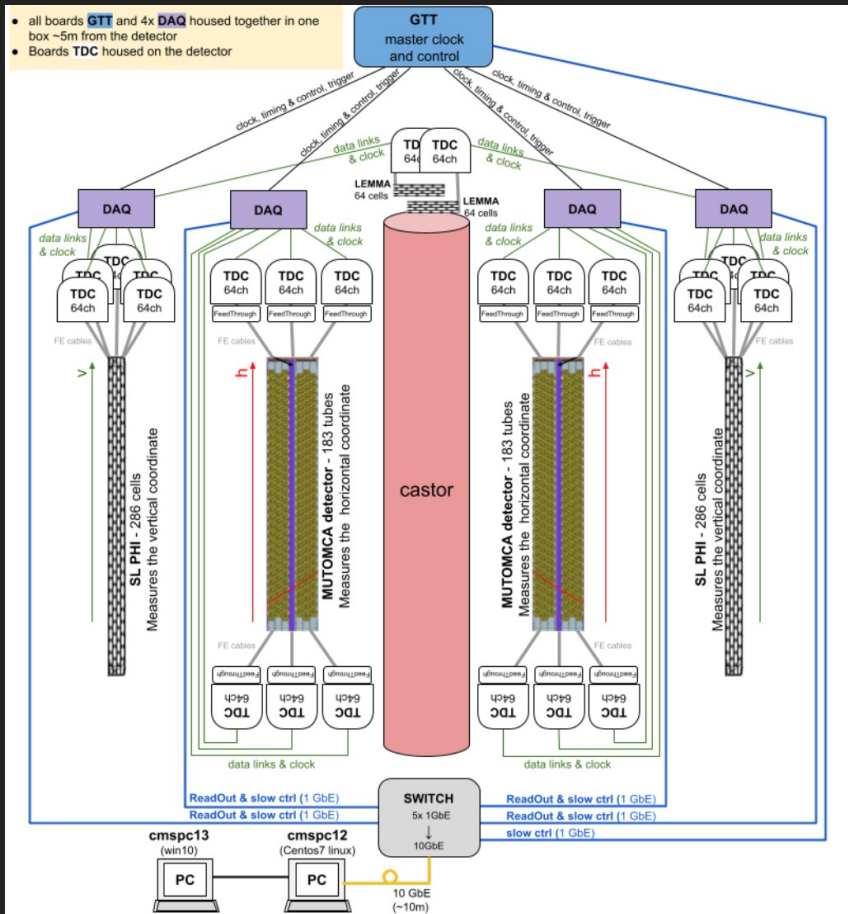 all boards GTT and 4x DAQ housed together in one
box ~5m from the detector
Boards TDC housed on the detector
GTT
master clock
and control
clock, timing & control, trigger
clock, timing & control, trigger
clock, timing & control, trigger
clock, timing & control, trigger
data links
& clock
data links
& clock
TDC
64ch
LEMMA
64 cells
LEMMA
64 cells
DAQ
DAQ
DAQ
DAQ
data links
& clock
data links
& clock
data links
& clock
data links
& clock
TDC
64ch
TDC
64ch
TDC
64ch
TDC
64ch
TDC
64ch
TDC
64ch
TDC
64ch
TDC
64ch
TDC
64ch
TDC
64ch
FeedThrough
FeedThrough
FeedThrough
FeedThrough
FeedThrough
FeedThrough
FE cables
FE cables
FE cables
FE cables
v
h
h
v
SL PHI - 286 cells
Measures the vertical coordinate
MUTOMCA detector - 183 tubes
Measures the horizontal coordinate
castor
MUTOMCA detector - 183 tubes
Measures the horizontal coordinate
SL PHI - 286 cells
Measures the vertical coordinate
FE cables
FE cables
FeedThrough
FeedThrough
FeedThrough
FeedThrough
FeedThrough
FeedThrough
64ch
TDC
64ch
TDC
64ch
TDC
64ch
TDC
64ch
TDC
64ch
TDC
data links & clock
data links & clock
ReadOut & slow ctrl (1 GbE)
ReadOut & slow ctrl (1 GbE)
SWITCH
5x 1GbE
↓
10GbE
ReadOut & slow ctrl (1 GbE)
ReadOut & slow ctrl (1 GbE)
slow ctrl (1 GbE)
cmspc13
(win10)
cmspc12
(Centos7 linux)
PC
PC
10 GbE
(~10m)